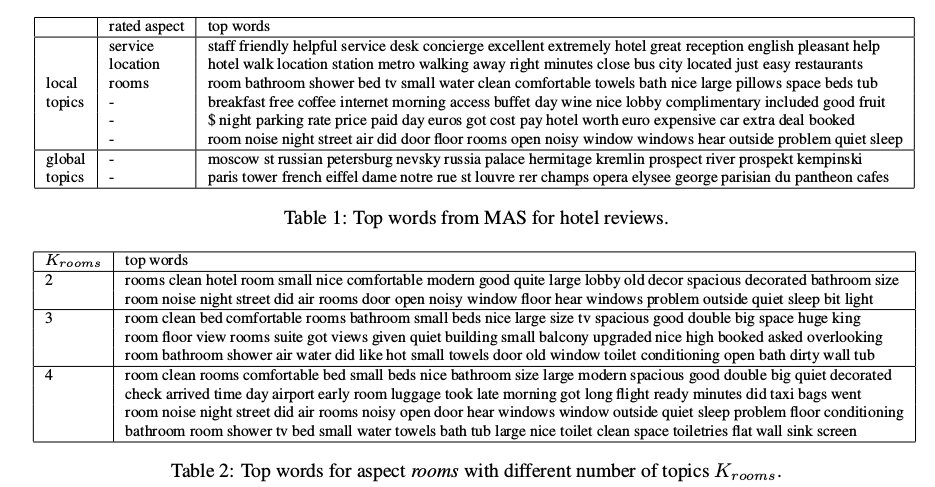 rated aspect top words
service staff friendly helpful service desk concierge excellent extremely hotel great reception english pleasant help
location hotel walk location station metro walking away right minutes close bus city located just easy restaurants
local rooms room bathroom shower bed tv small water clean comfortable towels bath nice large pillows space beds tub
topics - breakfast free coffee internet morning access buffet day wine nice lobby complimentary included good fruit
- $ night parking rate price paid day euros got cost pay hotel worth euro expensive car extra deal booked
- room noise night street air did door floor rooms open noisy window windows hear outside problem quiet sleep
global - moscow st russian petersburg nevsky russia palace hermitage kremlin prospect river prospekt kempinski
topics - paris tower french eiffel dame notre rue st louvre rer champs opera elysee george parisian du pantheon cafes
Table 1: Top words from MAS for hotel reviews.
K_rooms top words
2 rooms clean hotel room small nice comfortable modern good quite large lobby old decor spacious decorated bathroom size
room noise night street did air rooms door open noisy window floor hear windows problem outside quiet sleep bit light
3 room clean bed comfortable rooms bathroom small beds nice large size tv spacious good double big space huge king
room floor view rooms suite got views given quiet building small balcony upgraded nice high booked asked overlooking
room bathroom shower air water did like hot small towels door old window toilet conditioning open bath dirty wall tub
4 room clean rooms comfortable bed small beds nice bathroom size large modern spacious good double big quiet decorated
check arrived time day airport early room luggage took late morning got long flight ready minutes did taxi bags went
room noise night street did air rooms noisy open door hear windows window outside quiet sleep problem floor conditioning
bathroom room shower tv bed small water towels bath tub large nice toilet clean space toiletries flat wall sink screen
Table 2: Top words for aspect rooms with different number of topics K_rooms.